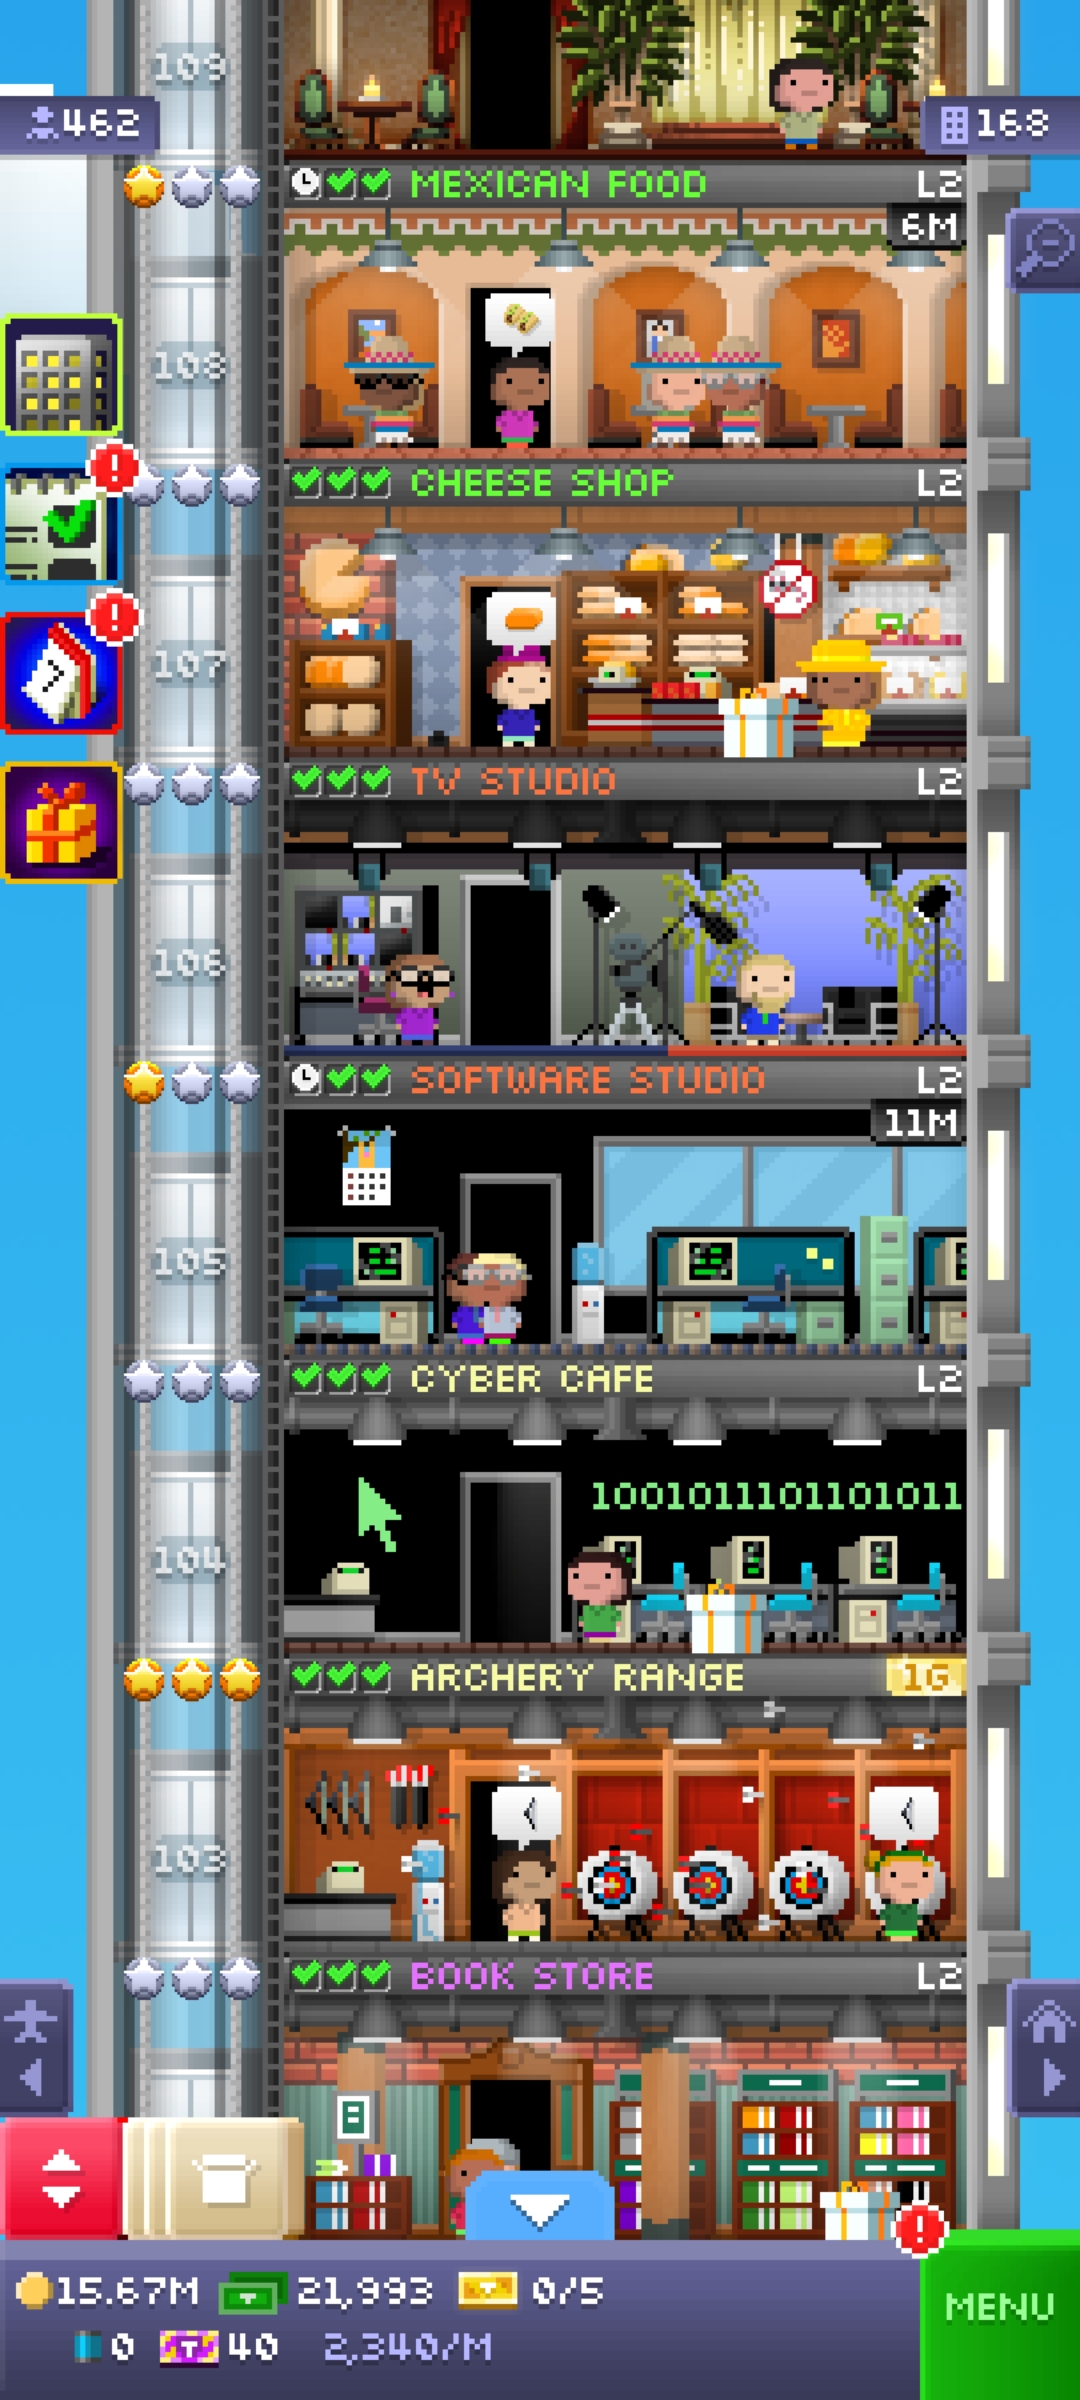 109
462
168
MEXICAN FOOD L2
6M
108
CHEESE SHOP L2
107
TV STUDIO L2
106
SOFTWARE STUDIO L2
11M
105
CYBER CAFE L2
1001011101101011
104
ARCHERY RANGE 1G
103
BOOK STORE L2
8
15.67M 21,993 0/5
0 T 40 2,340/M
MENU